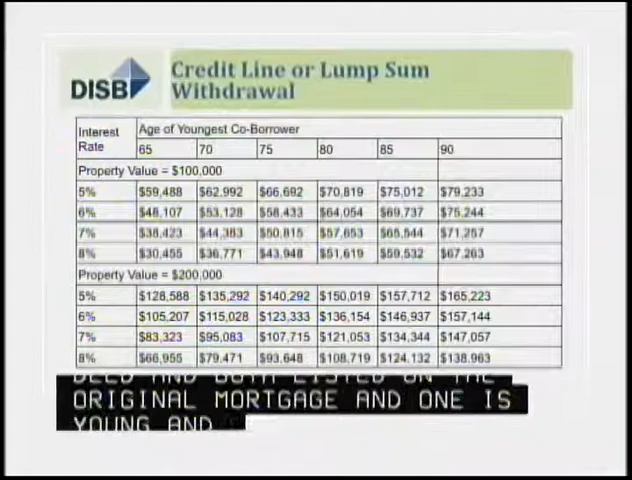 DISB
Credit Line or Lump Sum
Withdrawal
Interest Rate Age of Youngest Co-Borrower
65 70 75 80 85 90
Property Value = $100,000
5% $59,488 $62,992 $66,692 $70,819 $75,012 $79,233
6% $48,107 $53,128 $58,433 $64,054 $69,737 $75,244
7% $38,423 $44,383 $50,815 $57,653 $65,544 $71,257
8% $30,455 $36,771 $43,948 $51,619 $59,532 $67,263
Property Value = $200,000
5% $128,588 $135,292 $140,292 $150,019 $157,712 $165,223
6% $105,207 $115,028 $123,333 $136,154 $146,937 $157,144
7% $83,323 $95,083 $107,715 $121,053 $134,344 $147,057
8% $66,955 $79,471 $93,648 $108,719 $124,132 $138,963
DEED AND BOTH LISTED ON THE
ORIGINAL MORTGAGE AND ONE IS
YOUNG AND